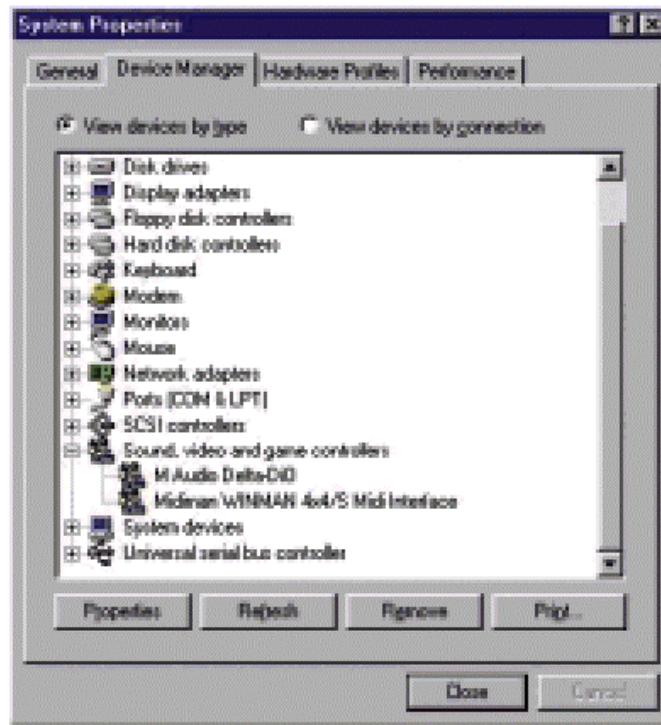 System Properties
General Device Manager Hardware Profiles Performance
View devices by type View devices by connection
Disk drives
Display adapters
Floppy disk controllers
Hard disk controllers
Keyboard
Modem
Monitors
Mouse
Network adapters
Ports (COM & LPT)
SCSI controllers
Sound, video and game controllers
M Audio Delta-DiO
Midiman WINMAN 4x4/S Midi Interface
System devices
Universal serial bus controller
Properties Refresh Remove Print...
Close Cancel